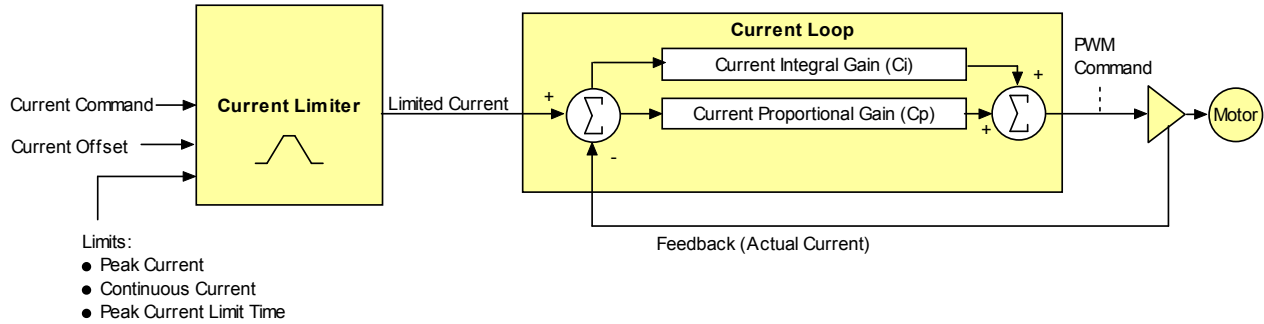 Current Loop
Current Integral Gain (Ci)
+
PWM
Command
Current Command
Current Limiter
Limited Current
+
Σ
Current Proportional Gain (Cp)
+
Σ
Motor
Current Offset
-
Limits:
Feedback (Actual Current)
● Peak Current
● Continuous Current
● Peak Current Limit Time